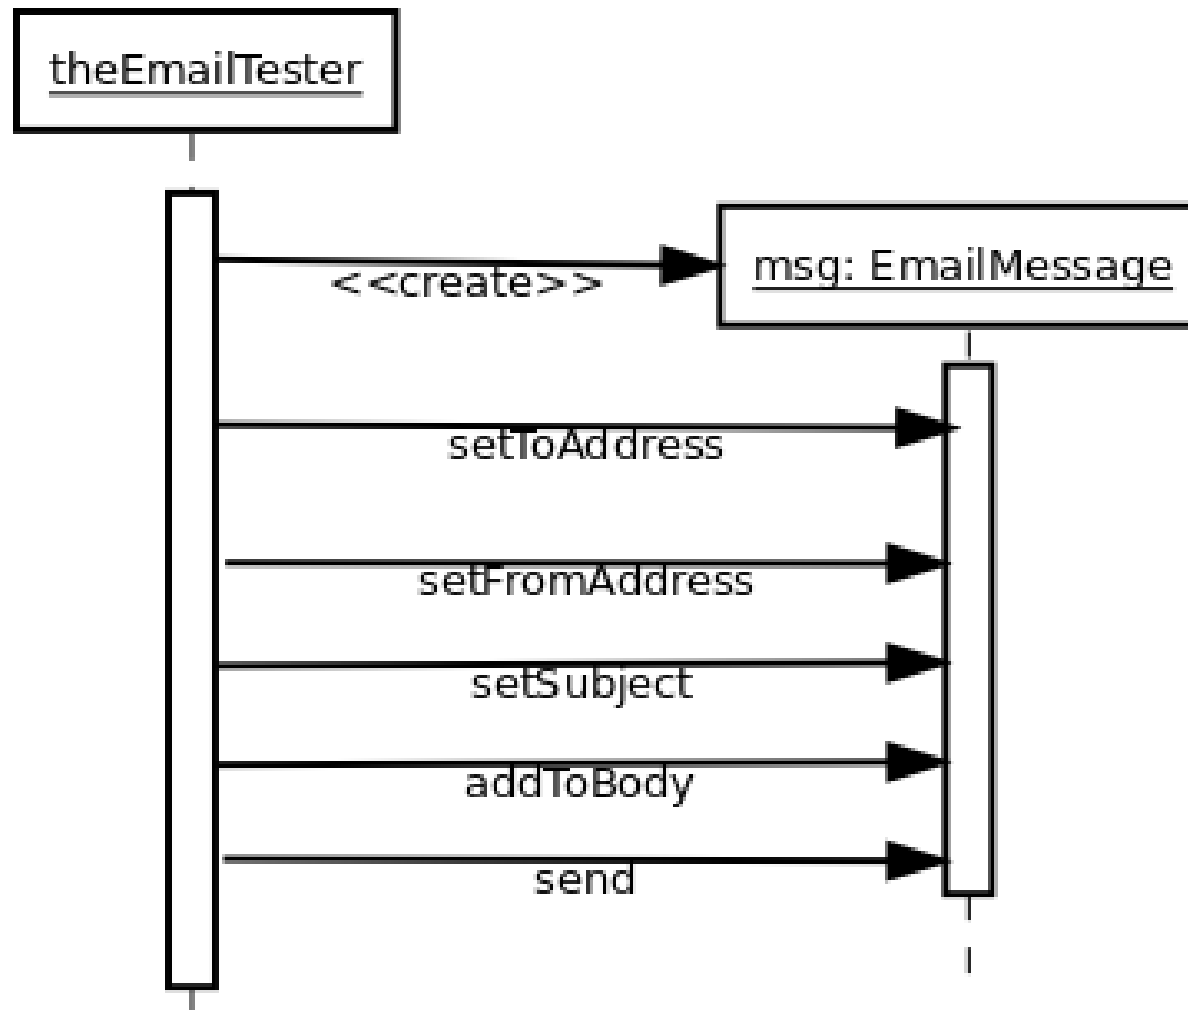 theEmailTester
msg: EmailMessage
<<create>>
setToAddress
setFromAddress
setSubject
addToBody
send